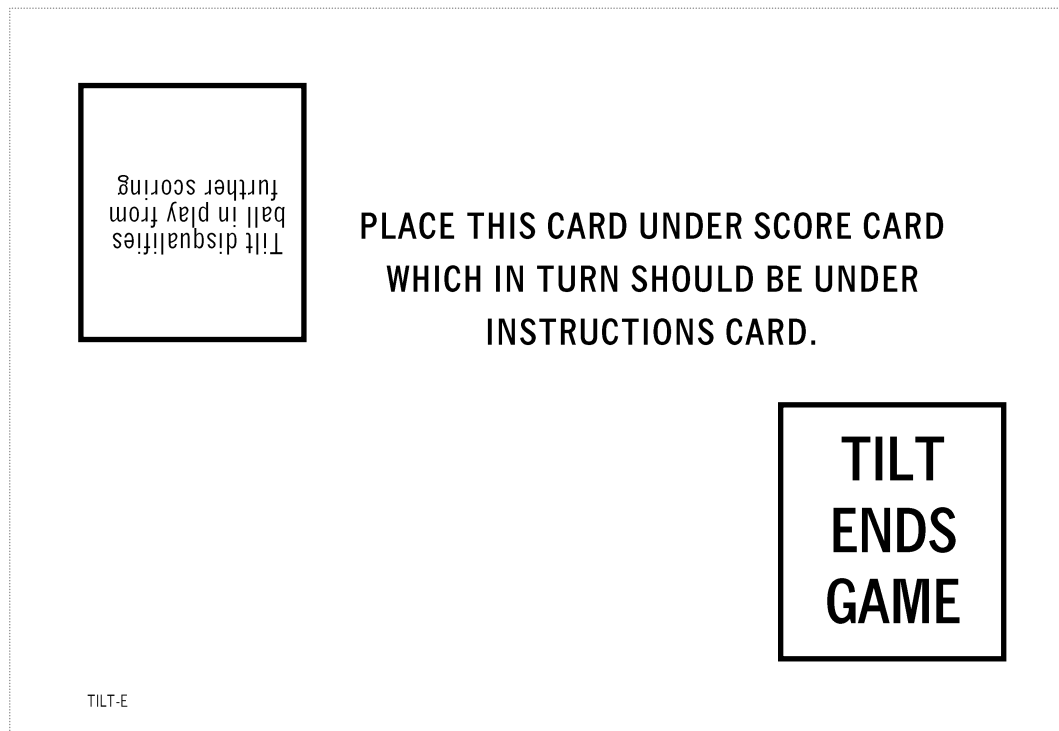 Tilt disqualifies
ball in play from
further scoring
PLACE THIS CARD UNDER SCORE CARD
WHICH IN TURN SHOULD BE UNDER
INSTRUCTIONS CARD.
TILT
ENDS
GAME
TILT-E